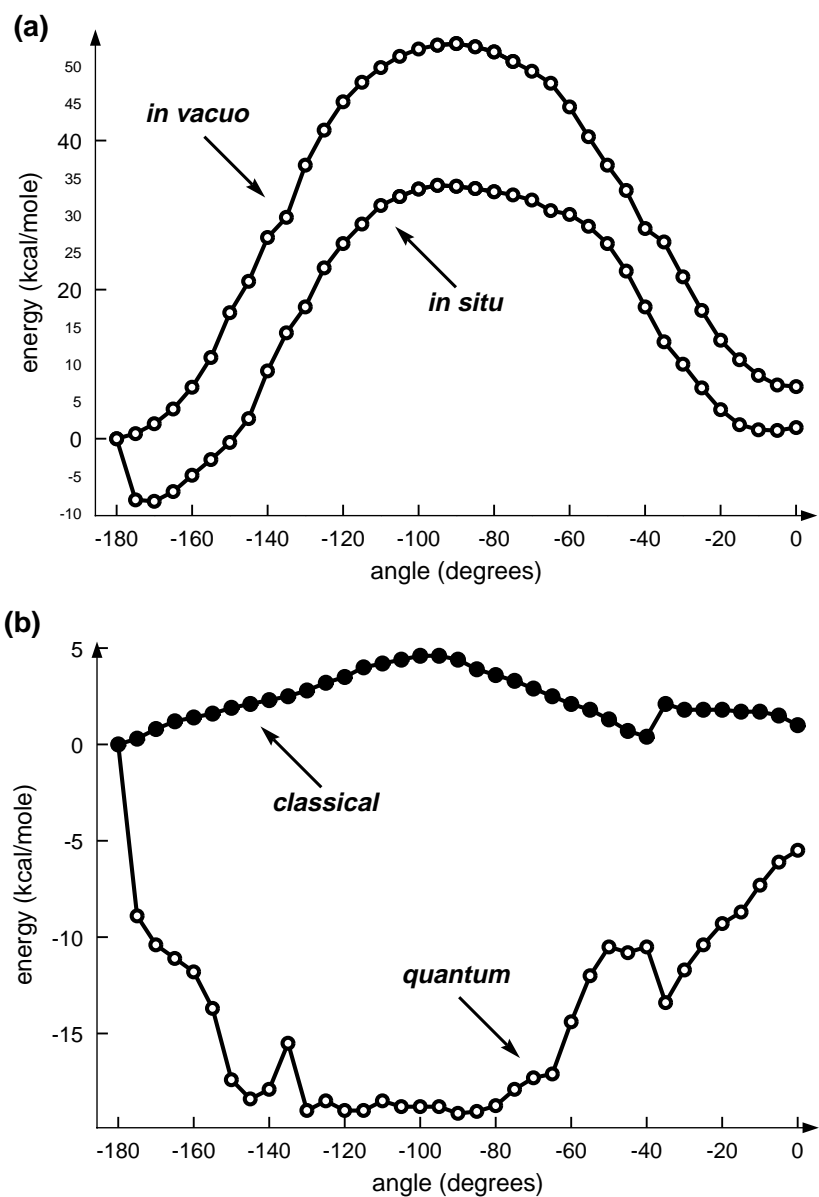 (a)
50
45
40
35
30
25
20
15
10
5
0
-5
-10
energy (kcal/mole)
in vacuo
in situ
-180 -160 -140 -120 -100 -80 -60 -40 -20 0
angle (degrees)
(b)
5
0
-5
-10
-15
energy (kcal/mole)
classical
quantum
-180 -160 -140 -120 -100 -80 -60 -40 -20 0
angle (degrees)